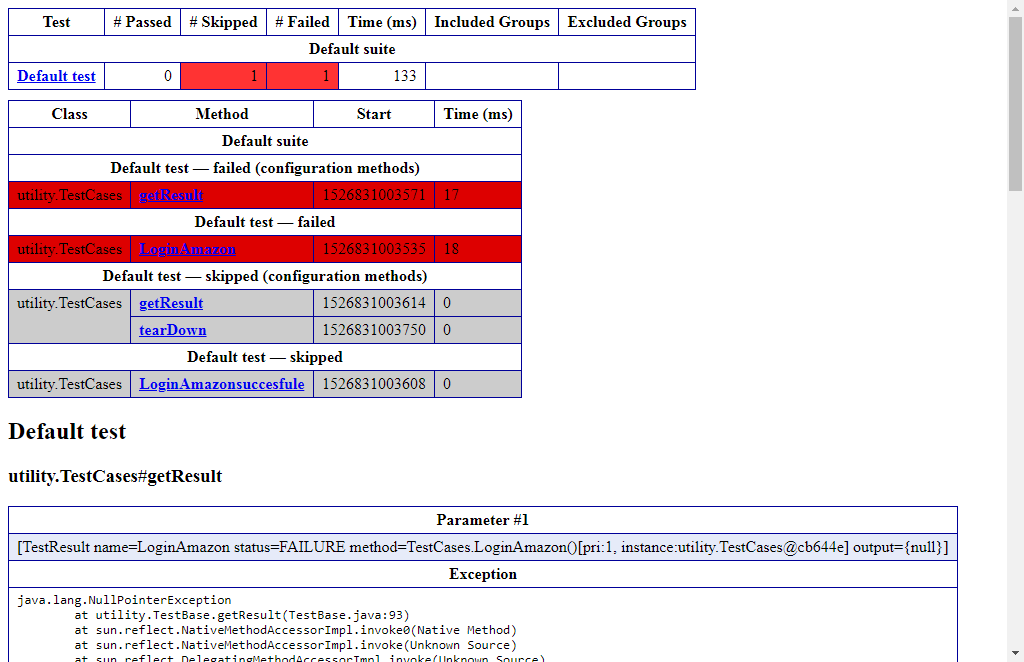 Test # Passed # Skipped # Failed Time (ms) Included Groups Excluded Groups
Default suite
Default test 0 1 1 133
Class Method Start Time (ms)
Default suite
Default test — failed (configuration methods)
utility.TestCases getResult 1526831003571 17
Default test — failed
utility.TestCases LoginAmazon 1526831003535 18
Default test — skipped (configuration methods)
utility.TestCases getResult 1526831003614 0
tearDown 1526831003750 0
Default test — skipped
utility.TestCases LoginAmazonsuccesfule 1526831003608 0
Default test
utility.TestCases#getResult
Parameter #1
[TestResult name=LoginAmazon status=FAILURE method=TestCases.LoginAmazon()[pri:1, instance:utility.TestCases@cb644e] output={null}]
Exception
java.lang.NullPointerException
at utility.TestBase.getResult(TestBase.java:93)
at sun.reflect.NativeMethodAccessorImpl.invoke0(Native Method)
at sun.reflect.NativeMethodAccessorImpl.invoke(Unknown Source)
at sun.reflect.DelegatingMethodAccessorImpl.invoke(Unknown Source)